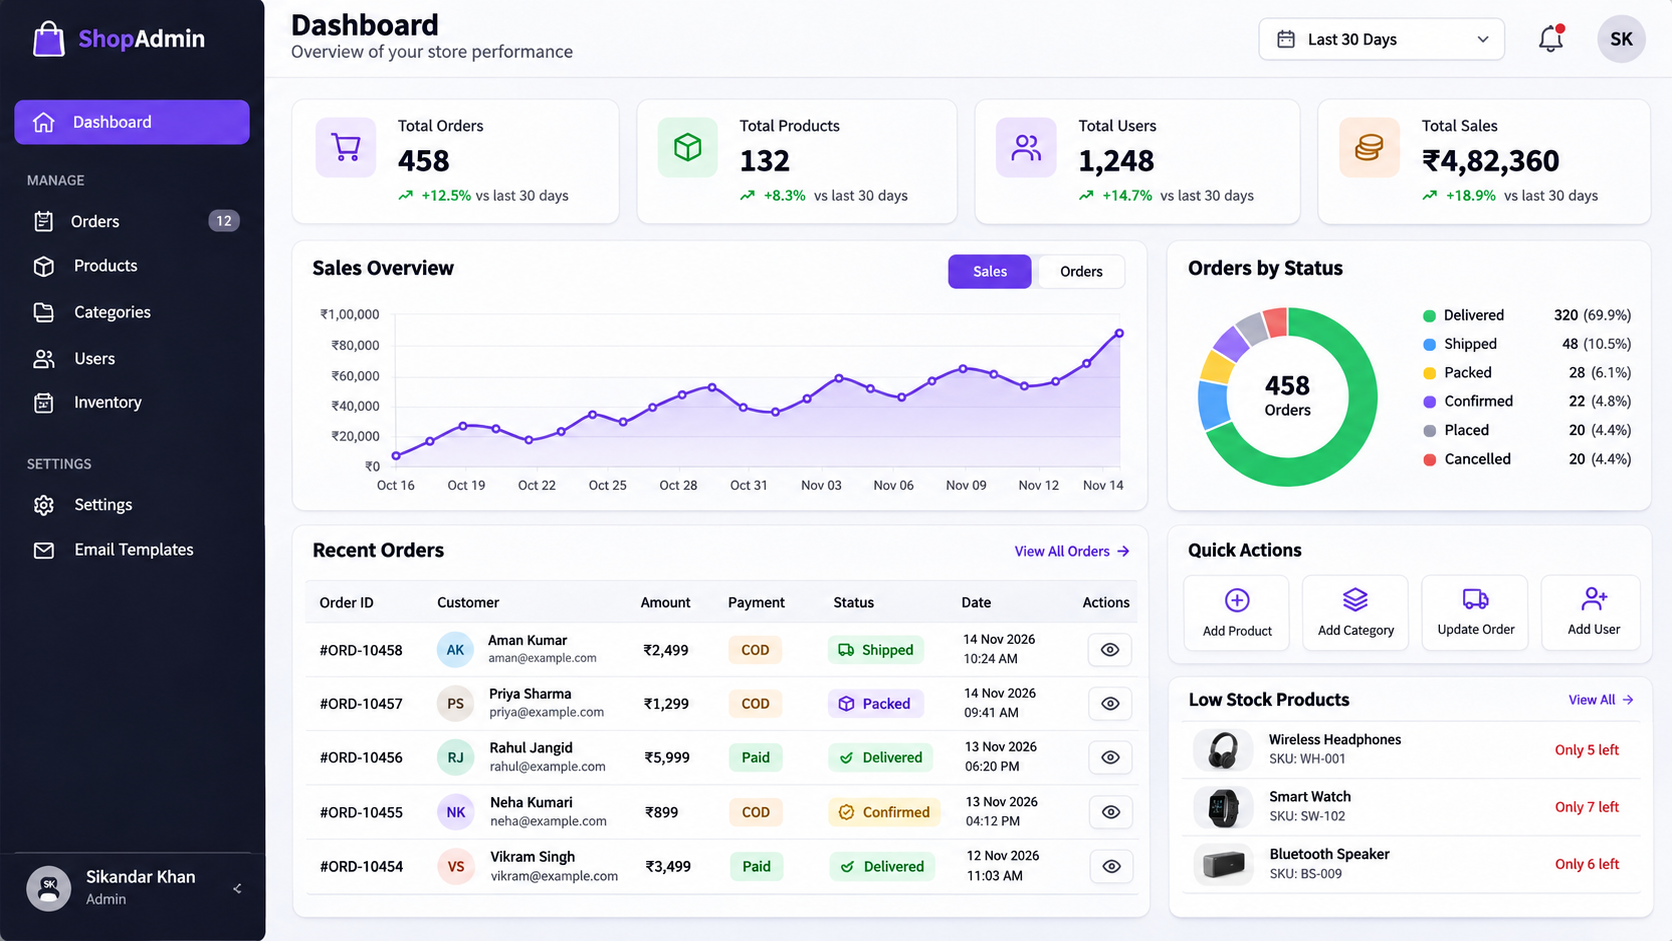 ShopAdmin
Dashboard
MANAGE
Orders 12
Products
Categories
Users
Inventory
SETTINGS
Settings
Email Templates
SK
Sikandar Khan
Admin
Dashboard
Overview of your store performance
Last 30 Days
SK
Total Orders
458
+12.5% vs last 30 days
Total Products
132
+8.3% vs last 30 days
Total Users
1,248
+14.7% vs last 30 days
Total Sales
₹4,82,360
+18.9% vs last 30 days
Sales Overview
Sales Orders
₹1,00,000
₹80,000
₹60,000
₹40,000
₹20,000
₹0
Oct 16 Oct 19 Oct 22 Oct 25 Oct 28 Oct 31 Nov 03 Nov 06 Nov 09 Nov 12 Nov 14
Orders by Status
458
Orders
Delivered 320 (69.9%)
Shipped 48 (10.5%)
Packed 28 (6.1%)
Confirmed 22 (4.8%)
Placed 20 (4.4%)
Cancelled 20 (4.4%)
Recent Orders
View All Orders →
Order ID Customer Amount Payment Status Date Actions
#ORD-10458 AK Aman Kumar ₹2,499 COD Shipped 14 Nov 2026
aman@example.com 10:24 AM
#ORD-10457 PS Priya Sharma ₹1,299 COD Packed 14 Nov 2026
priya@example.com 09:41 AM
#ORD-10456 RJ Rahul Jangid ₹5,999 Paid Delivered 13 Nov 2026
rahul@example.com 06:20 PM
#ORD-10455 NK Neha Kumari ₹899 COD Confirmed 13 Nov 2026
neha@example.com 04:12 PM
#ORD-10454 VS Vikram Singh ₹3,499 Paid Delivered 12 Nov 2026
vikram@example.com 11:03 AM
Quick Actions
Add Product
Add Category
Update Order
Add User
Low Stock Products
View All →
Wireless Headphones
SKU: WH-001
Only 5 left
Smart Watch
SKU: SW-102
Only 7 left
Bluetooth Speaker
SKU: BS-009
Only 6 left